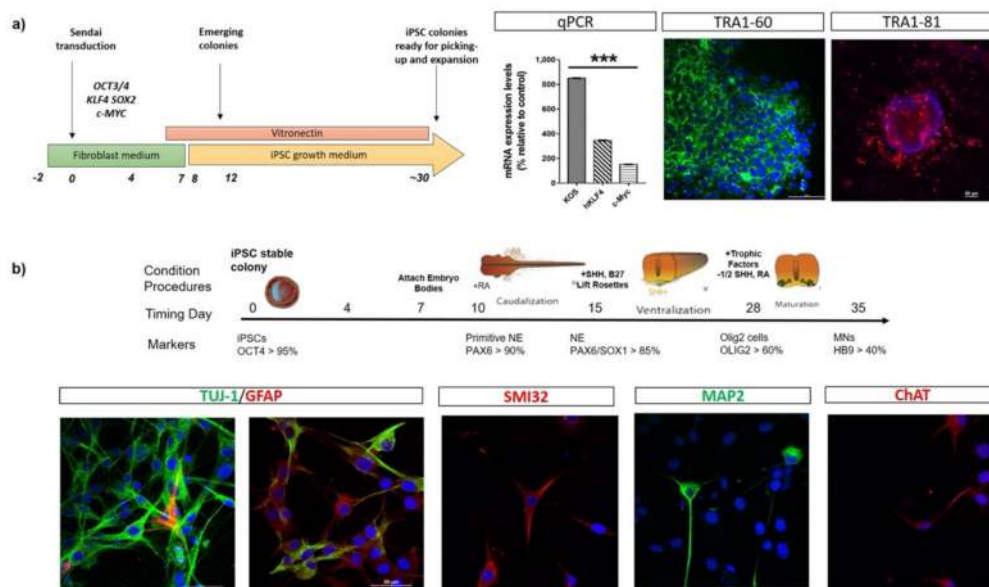 a)
Sendai
transduction
Emerging
colonies
iPSC colonies
ready for picking-
up and expansion
OCT3/4
KLF4 SOX2
c-MYC
Vitronectin
Fibroblast medium
iPSC growth medium
-2 0 4 7 8 12 ~30
qPCR
***
mRNA expression levels
(% relative to control)
1,000
800
600
400
200
0
KOS
hKLF4
c-Myc
TRA1-60
TRA1-81
b)
Condition
Procedures
iPSC stable
colony
Attach Embryo
Bodies
+RA
Caudalization
+SHH, B27
Lift Rosettes
SHH
Ventralization
+Trophic
Factors
-1/2 SHH, RA
Maturation
Timing Day
0 4 7 10 15 28 35
Markers
iPSCs
OCT4 > 95%
Primitive NE
PAX6 > 90%
NE
PAX6/SOX1 > 85%
Olig2 cells
OLIG2 > 60%
MNs
HB9 > 40%
TUJ-1/GFAP
SMI32
MAP2
ChAT